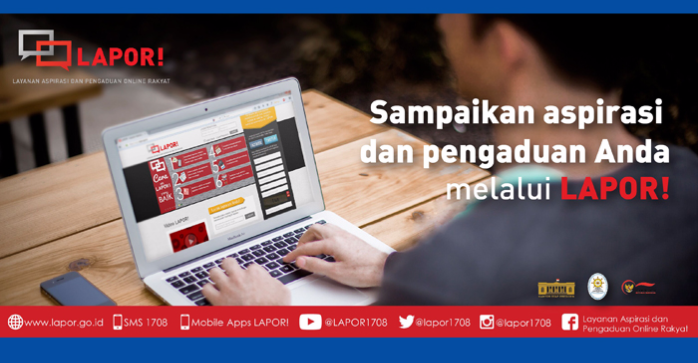 LAPOR!
LAYANAN ASPIRASI DAN PENGADUAN ONLINE RAKYAT
Sampaikan aspirasi
dan pengaduan Anda
melalui LAPOR!
LAPOR!
www.lapor.go.id SMS 1708 Mobile Apps LAPOR! @LAPOR1708 @lapor1708 @lapor1708 Layanan Aspirasi dan
Pengaduan Online Rakyat